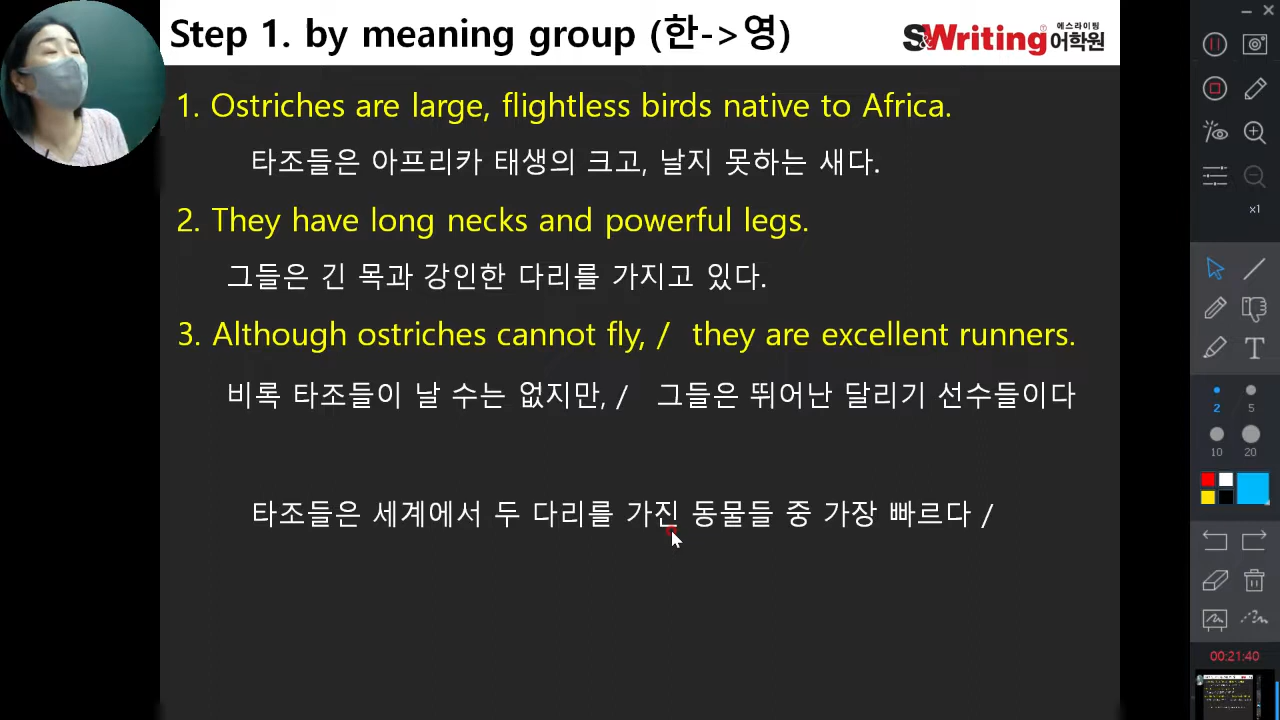 Step 1. by meaning group (한->영)
에스라이팅
S&Writing어학원
1. Ostriches are large, flightless birds native to Africa.
타조들은 아프리카 태생의 크고, 날지 못하는 새다.
2. They have long necks and powerful legs.
그들은 긴 목과 강인한 다리를 가지고 있다.
3. Although ostriches cannot fly, / they are excellent runners.
비록 타조들이 날 수는 없지만, / 그들은 뛰어난 달리기 선수들이다
타조들은 세계에서 두 다리를 가진 동물들 중 가장 빠르다 /
x1
T
2 5
10 20
00:21:40